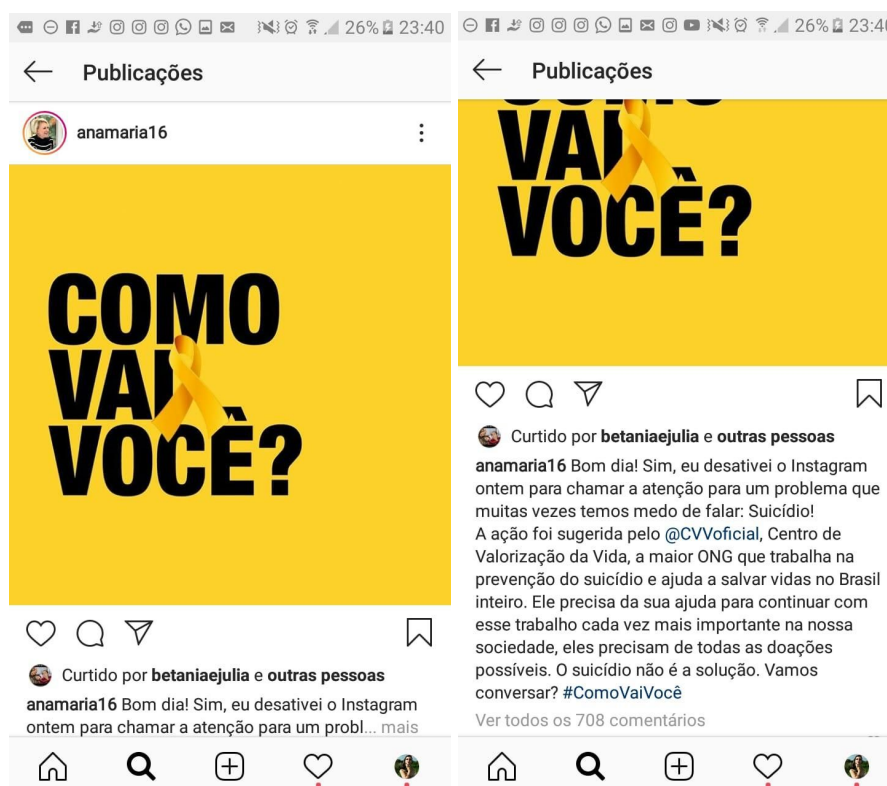 26% 23:40
Publicações
anamaria16
COMO
VAI
VOCÊ?
Curtido por betaniaejulia e outras pessoas
anamaria16 Bom dia! Sim, eu desativei o Instagram
ontem para chamar a atenção para um probl... mais
26% 23:40
Publicações
COMO
VAI
VOCÊ?
Curtido por betaniaejulia e outras pessoas
anamaria16 Bom dia! Sim, eu desativei o Instagram
ontem para chamar a atenção para um problema que
muitas vezes temos medo de falar: Suicídio!
A ação foi sugerida pelo @CVVoficial, Centro de
Valorização da Vida, a maior ONG que trabalha na
prevenção do suicídio e ajuda a salvar vidas no Brasil
inteiro. Ele precisa da sua ajuda para continuar com
esse trabalho cada vez mais importante na nossa
sociedade, eles precisam de todas as doações
possíveis. O suicídio não é a solução. Vamos
conversar? #ComoVaiVocê
Ver todos os 708 comentários